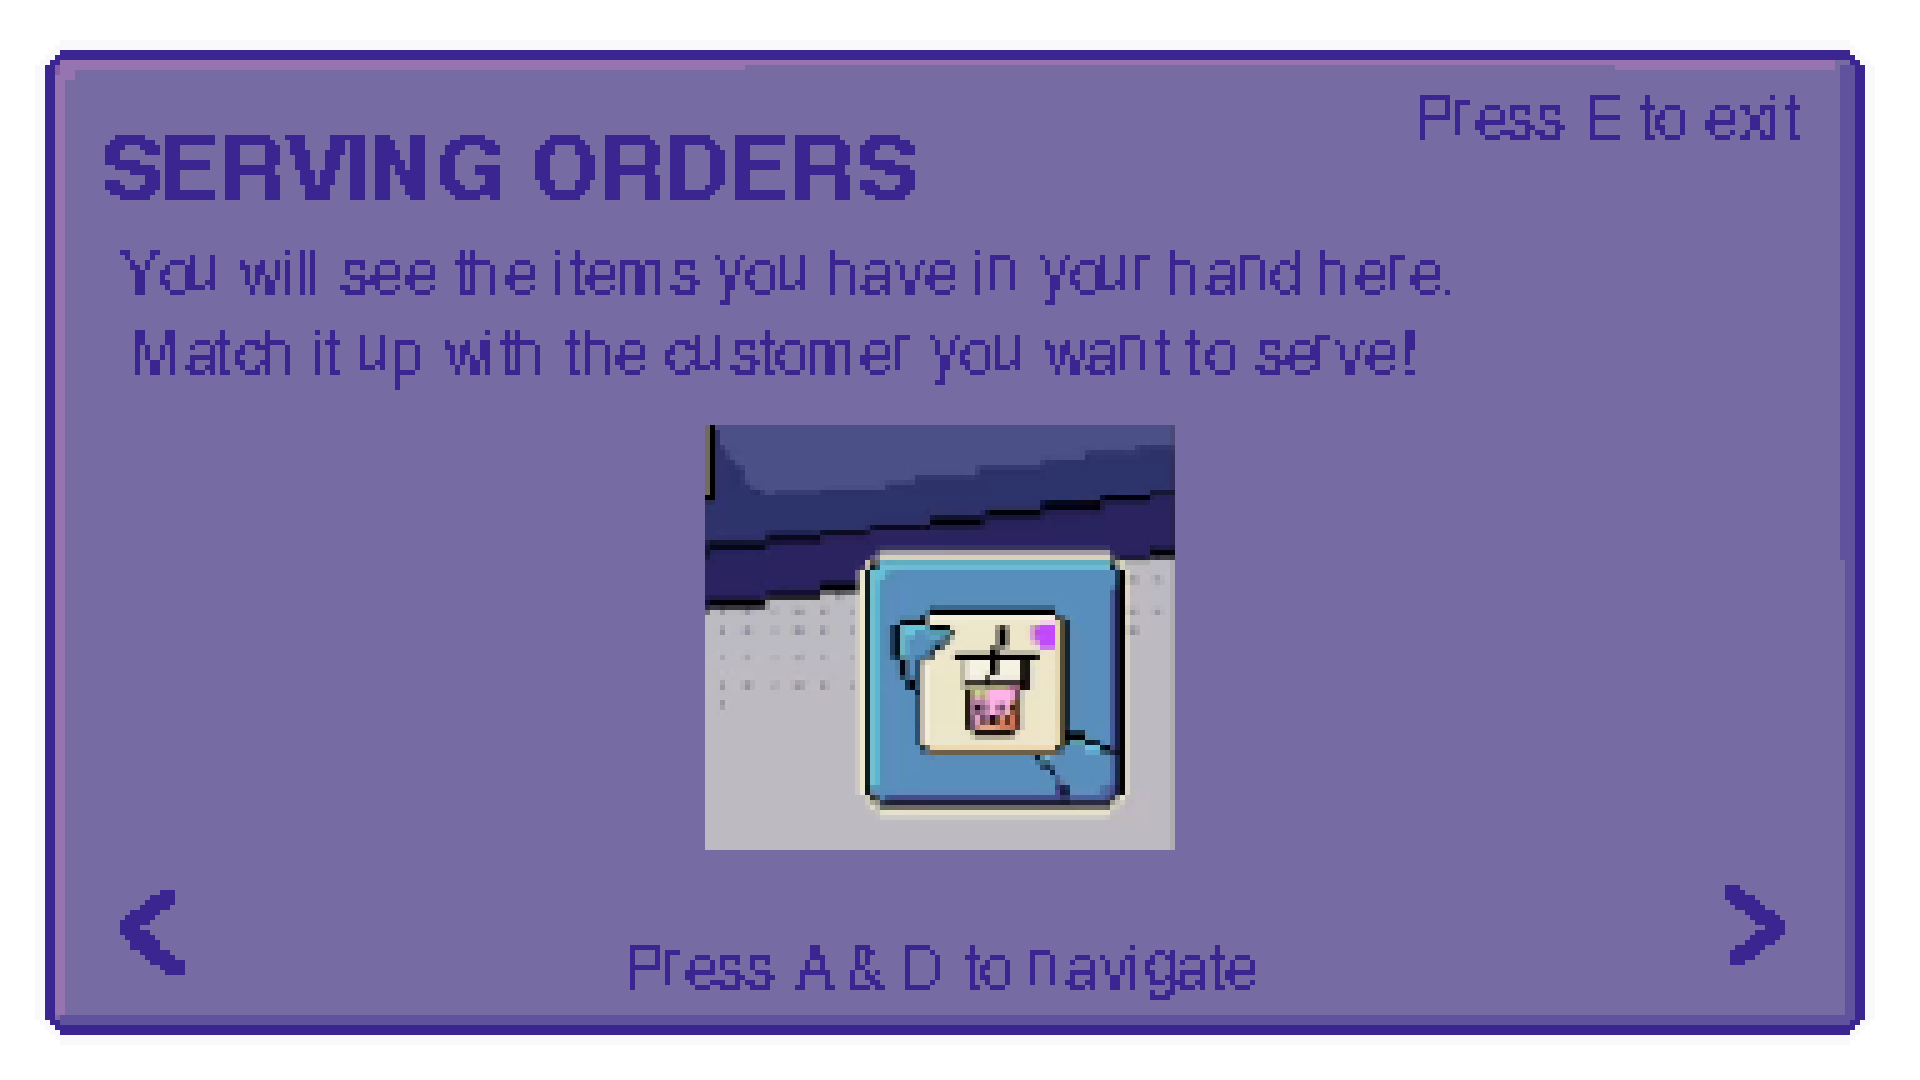 Press E to exit
SERVING ORDERS
You will see the items you have in your hand here.
Match it up with the customer you want to serve!
<
>
Press A & D to navigate